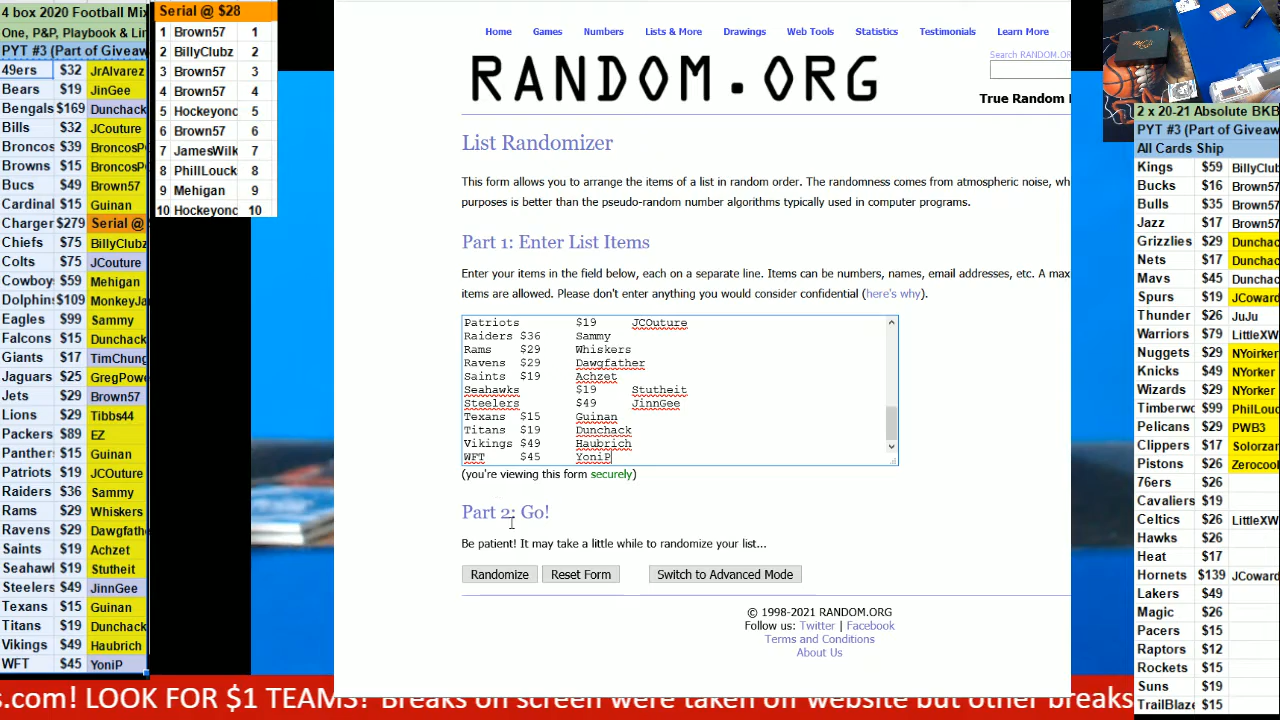 4 box 2020 Football Mix
One, P&P, Playbook & Lim
PYT #3 (Part of Giveaw
49ers $32 JrAlvarez
Bears $19 JinGee
Bengals $169 Dunchack
Bills $32 JCouture
Broncos $39 BroncosP
Browns $15 BroncosP
Bucs $49 Brown57
Cardinal $15 Guinan
Charger $279 Serial @
Chiefs $75 BillyClubz
Colts $75 JCouture
Cowboy $59 Mehigan
Dolphin $109 MonkeyJa
Eagles $99 Sammy
Falcons $15 Dunchack
Giants $17 TimChung
Jaguars $25 GregPow
Jets $29 Brown57
Lions $29 Tibbs44
Packers $89 EZ
Panther $15 Guinan
Patriots $19 JCOuture
Raiders $36 Sammy
Rams $29 Whiskers
Ravens $29 Dawgfath
Saints $19 Achzet
Seahawl $19 Stutheit
Steelers $49 JinnGee
Texans $15 Guinan
Titans $19 Dunchack
Vikings $49 Haubrich
WFT $45 YoniP
Serial @ $28
1 Brown57 1
2 BillyClubz 2
3 Brown57 3
4 Brown57 4
5 Hockeyonc 5
6 Brown57 6
7 JamesWilk 7
8 PhillLouck 8
9 Mehigan 9
10 Hockeyonc 10
Home Games Numbers Lists & More Drawings Web Tools Statistics Testimonials Learn More
Search RANDOM.OR
RANDOM.ORG
True Random
List Randomizer
This form allows you to arrange the items of a list in random order. The randomness comes from atmospheric noise, wh
purposes is better than the pseudo-random number algorithms typically used in computer programs.
Part 1: Enter List Items
Enter your items in the field below, each on a separate line. Items can be numbers, names, email addresses, etc. A max
items are allowed. Please don't enter anything you would consider confidential (here's why).
Patriots $19 JCOuture
Raiders $36 Sammy
Rams $29 Whiskers
Ravens $29 Dawgfather
Saints $19 Achzet
Seahawks $19 Stutheit
Steelers $49 JinnGee
Texans $15 Guinan
Titans $19 Dunchack
Vikings $49 Haubrich
WFT $45 YoniP
(you're viewing this form securely)
Part 2: Go!
Be patient! It may take a little while to randomize your list...
Randomize Reset Form Switch to Advanced Mode
© 1998-2021 RANDOM.ORG
Follow us: Twitter | Facebook
Terms and Conditions
About Us
2 x 20-21 Absolute BKB
PYT #3 (Part of Giveaw
All Cards Ship
Kings $59 BillyClub
Bucks $16 Brown57
Bulls $35 Brown57
Jazz $17 Brown57
Grizzlies $29 Dunchac
Nets $17 Dunchac
Mavs $45 Dunchac
Spurs $19 JCoward
Thunder $26 JuJu
Warriors $79 LittleXW
Nuggets $29 NYoirker
Knicks $49 NYorker
Wizards $29 NYorker
Timberwo $99 PhilLouc
Pelicans $29 PWB3
Clippers $17 Solorzan
Pistons $26 Zerocool
76ers $26
Cavaliers $19
Celtics $26 LittleXW
Hawks $26
Heat $17
Hornets $139 JCoward
Lakers $49
Magic $26
Pacers $15
Raptors $12
Rockets $15
Suns $19
TrailBlaze $15
s.com! LOOK FOR $1 TEAMS! Breaks on screen were taken on website but other breaks